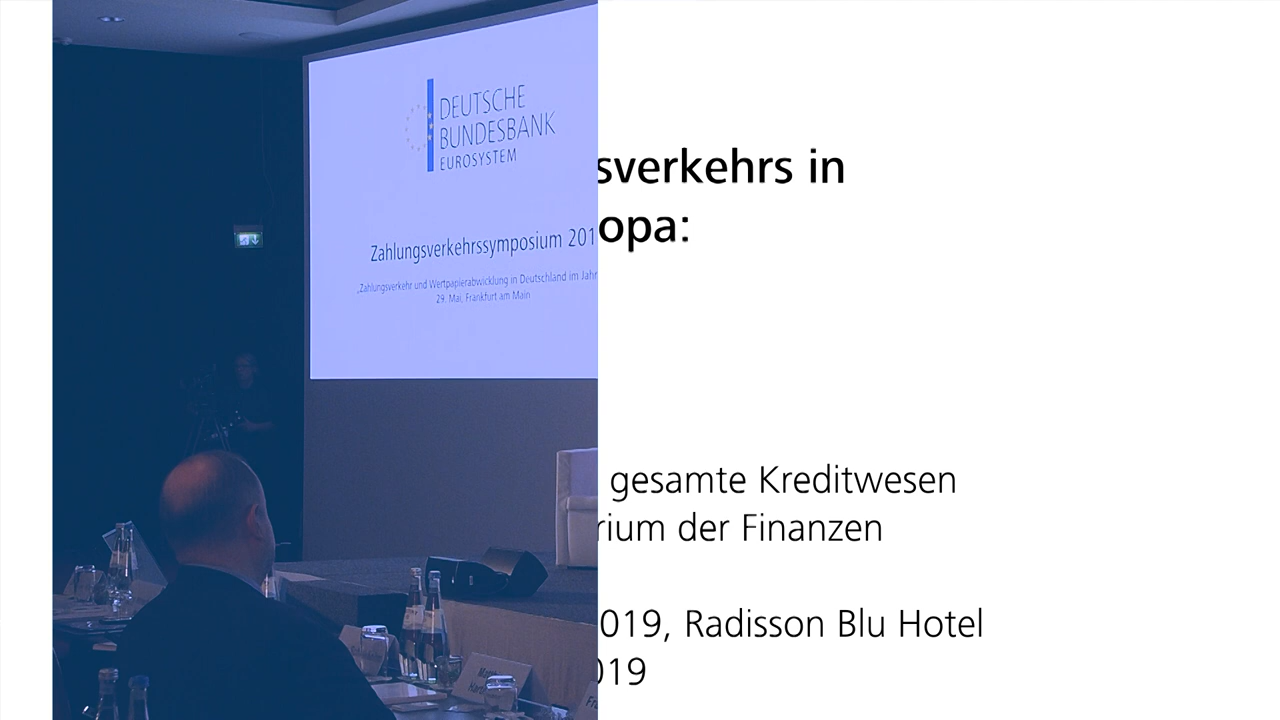 DEUTSCHE
BUNDESBANK
EUROSYSTEM
Zahlungsverkehrssymposium 201
„Zahlungsverkehr und Wertpapierabwicklung in Deutschland im Jahr
29. Mai, Frankfurt am Main
sverkehrs in
opa:
gesamte Kreditwesen
rium der Finanzen
019, Radisson Blu Hotel
019